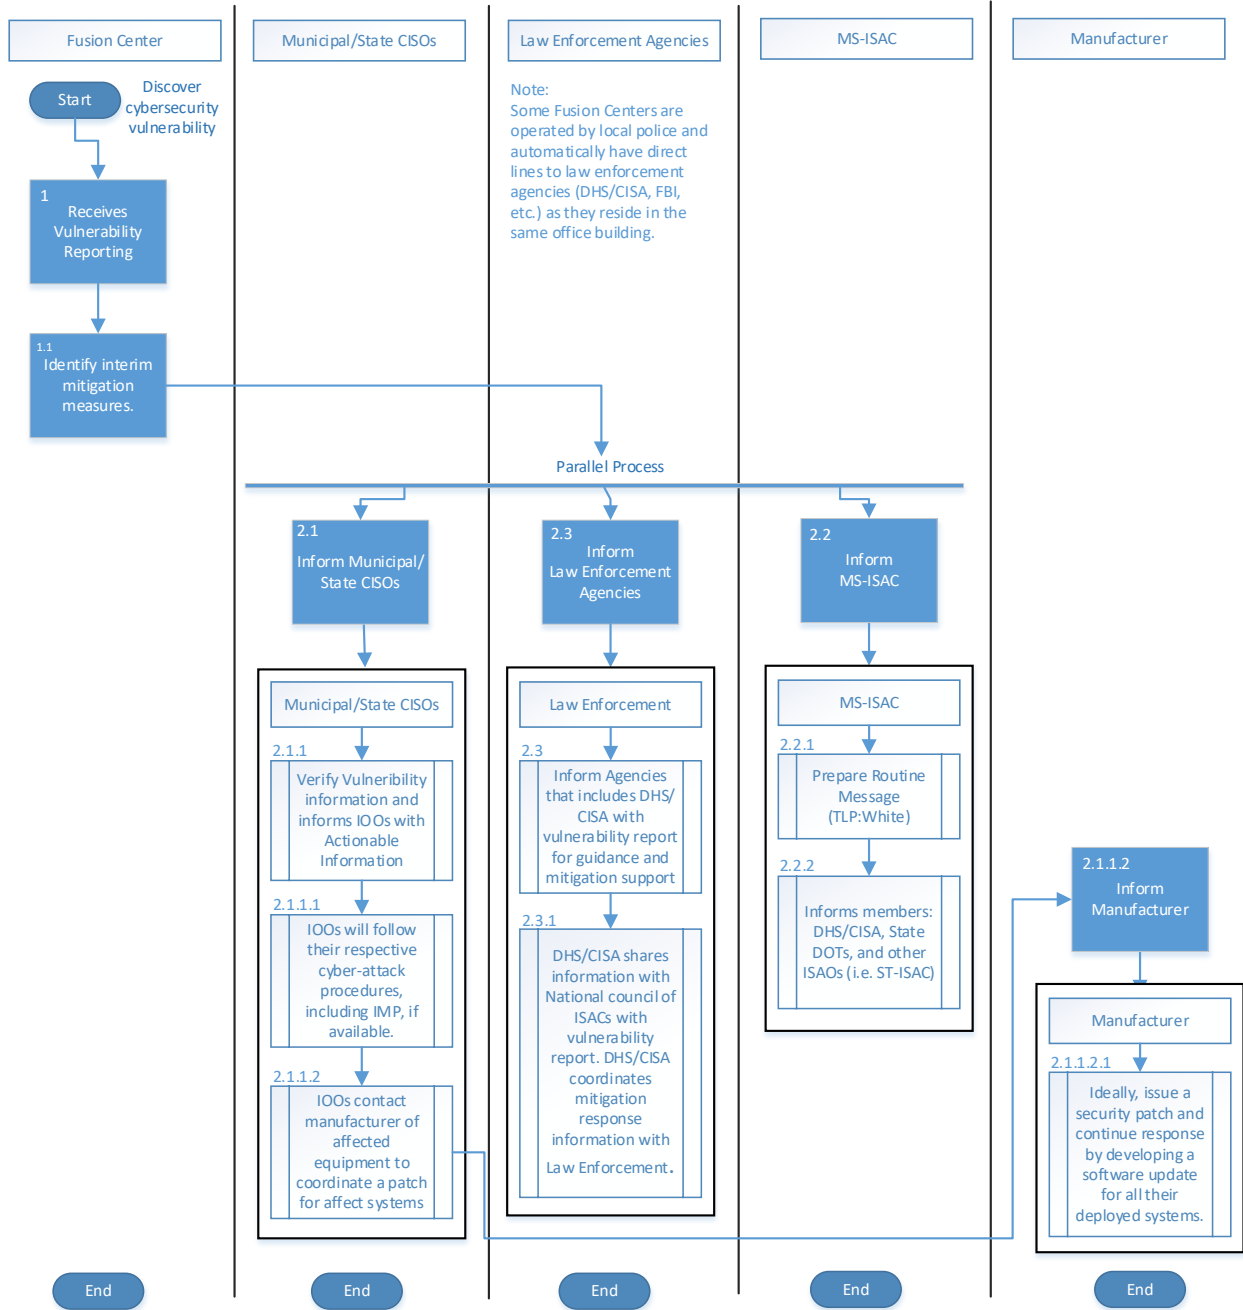 Fusion Center
Municipal/State CISOs
Law Enforcement Agencies
MS-ISAC
Manufacturer
Start
Discover
cybersecurity
vulnerability
Note:
Some Fusion Centers are
operated by local police and
automatically have direct
lines to law enforcement
agencies (DHS/CISA, FBI,
etc.) as they reside in the
same office building.
1
Receives
Vulnerability
Reporting
1.1
Identify interim
mitigation
measures.
Parallel Process
2.1
Inform Municipal/
State CISOs
2.3
Inform
Law Enforcement
Agencies
2.2
Inform
MS-ISAC
Municipal/State CISOs
2.1.1
Verify Vulneribility
information and
informs IOOs with
Actionable
Information
2.1.1.1
IOOs will follow
their respective
cyber-attack
procedures,
including IMP, if
available.
2.1.1.2
IOOs contact
manufacturer of
affected
equipment to
coordinate a patch
for affect systems
Law Enforcement
2.3
Inform Agencies
that includes DHS/
CISA with
vulnerability report
for guidance and
mitigation support
2.3.1
DHS/CISA shares
information with
National council of
ISACs with
vulnerability
report. DHS/CISA
coordinates
mitigation
response
information with
Law Enforcement.
MS-ISAC
2.2.1
Prepare Routine
Message
(TLP:White)
2.2.2
Informs members:
DHS/CISA, State
DOTs, and other
ISAOs (i.e. ST-ISAC)
2.1.1.2
Inform
Manufacturer
Manufacturer
2.1.1.2.1
Ideally, issue a
security patch and
continue response
by developing a
software update
for all their
deployed systems.
End
End
End
End
End